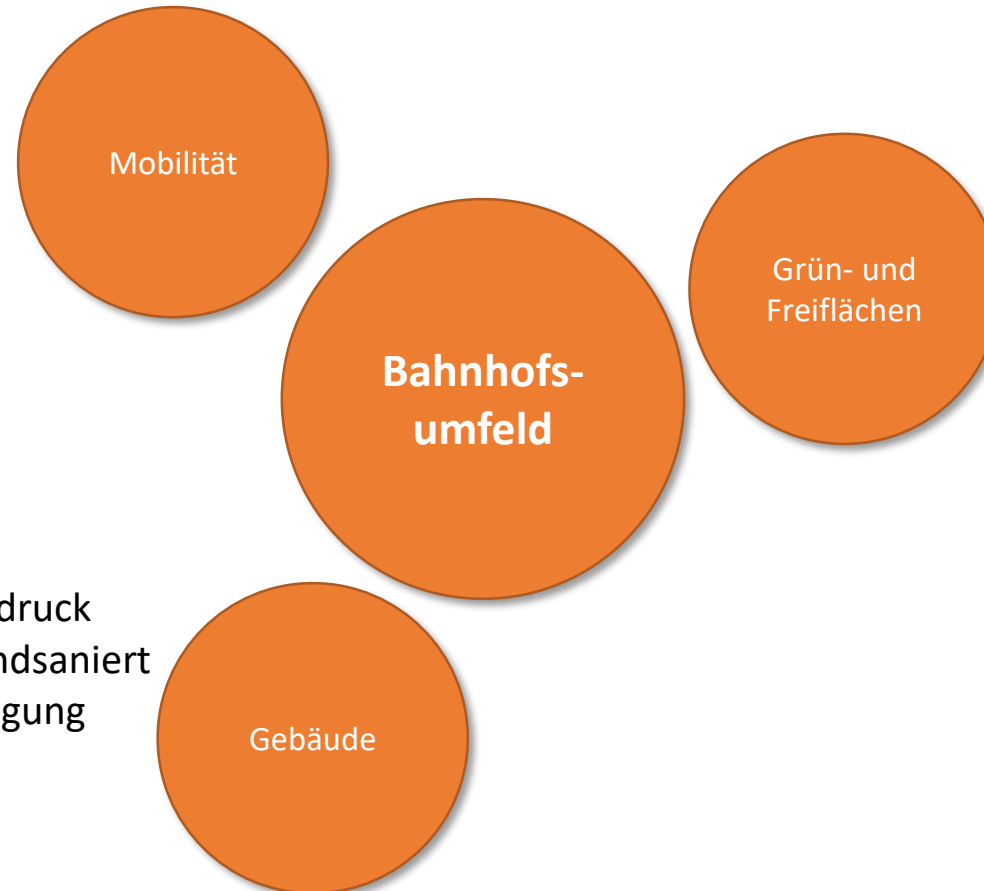 Mobilität
Grün- und
Freiflächen
Bahnhofs-
umfeld
druck
ndsaniert
gung
Gebäude